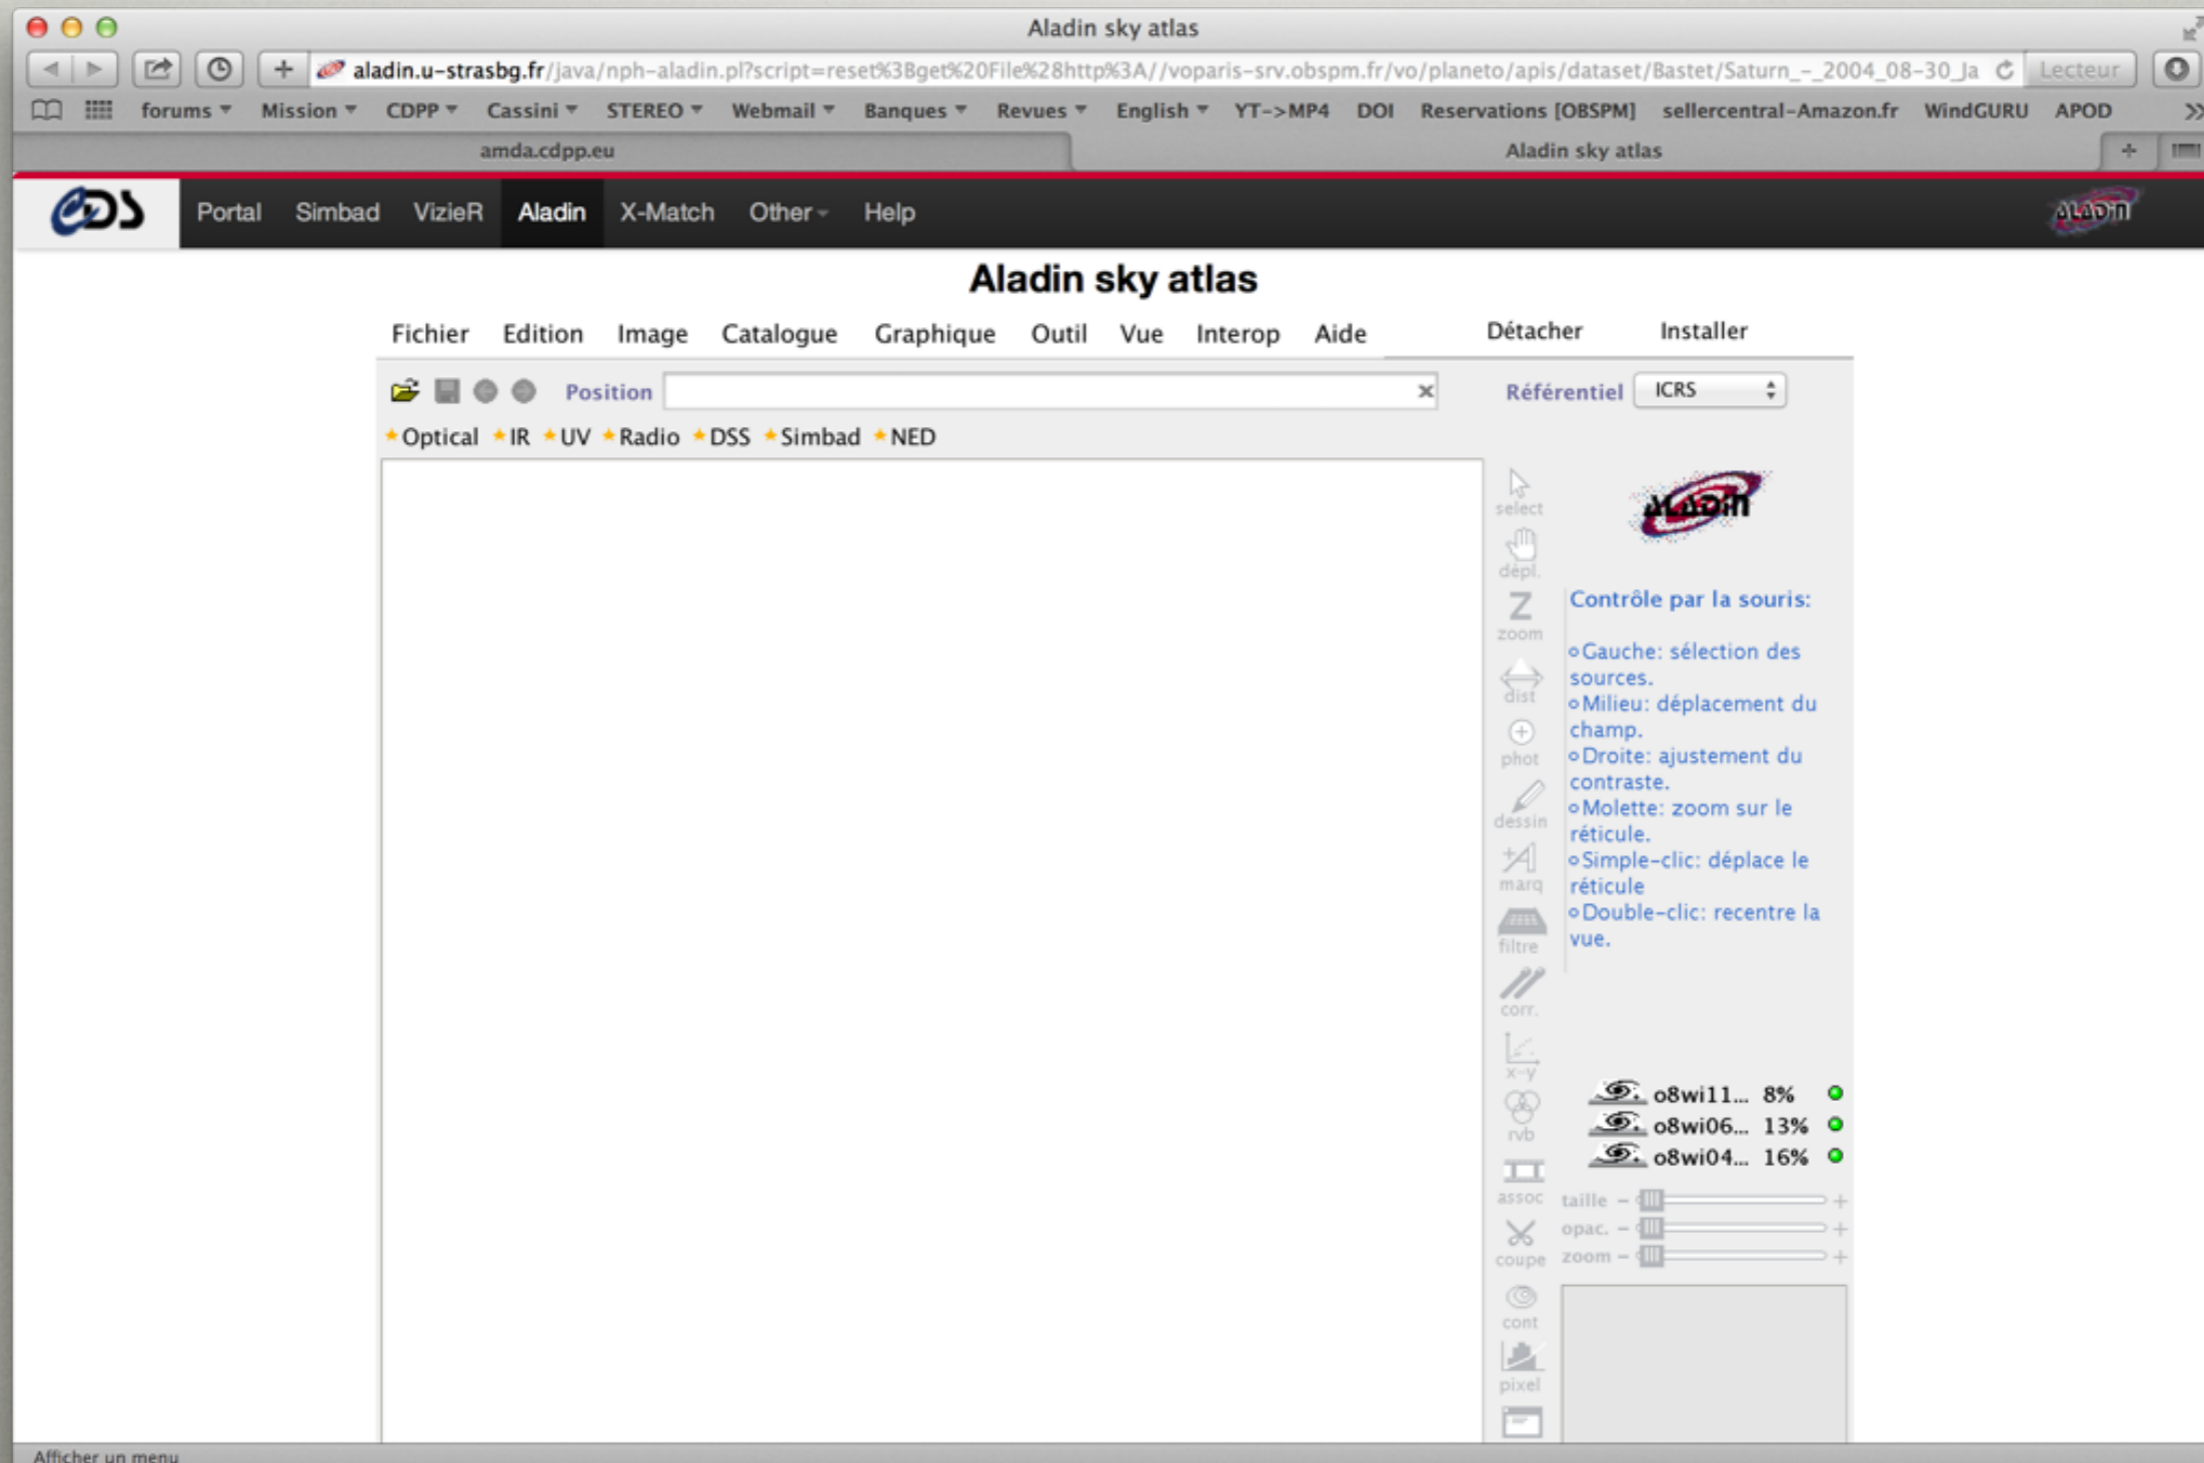 Aladin sky atlas
aladin.u-strasbg.fr/java/nph-aladin.pl?script=reset%3Bget%20File%28http%3A//voparis-srv.obspm.fr/vo/planeto/apis/dataset/Bastet/Saturn_-_2004_08-30_Ja Lecteur
forums Mission CDPP Cassini STEREO Webmail Banques Revues English YT->MP4 DOI Reservations [OBSPM] sellercentral-Amazon.fr WindGURU APOD
amda.cdpp.eu Aladin sky atlas
CDS Portal Simbad VizieR Aladin X-Match Other Help ALADin
Aladin sky atlas
Fichier Edition Image Catalogue Graphique Outil Vue Interop Aide Détacher Installer
Position Référentiel ICRS
Optical IR UV Radio DSS Simbad NED
ALADin
select
dépl.
Z
zoom
dist
phot
dessin
marq
filtre
corr.
x-y
rvb
assoc
coupe
cont
pixel
Contrôle par la souris:
Gauche: sélection des
sources.
Milieu: déplacement du
champ.
Droite: ajustement du
contraste.
Molette: zoom sur le
réticule.
Simple-clic: déplace le
réticule
Double-clic: recentre la
vue.
o8wi11... 8%
o8wi06... 13%
o8wi04... 16%
taille - +
opac. - +
zoom - +
Afficher un menu